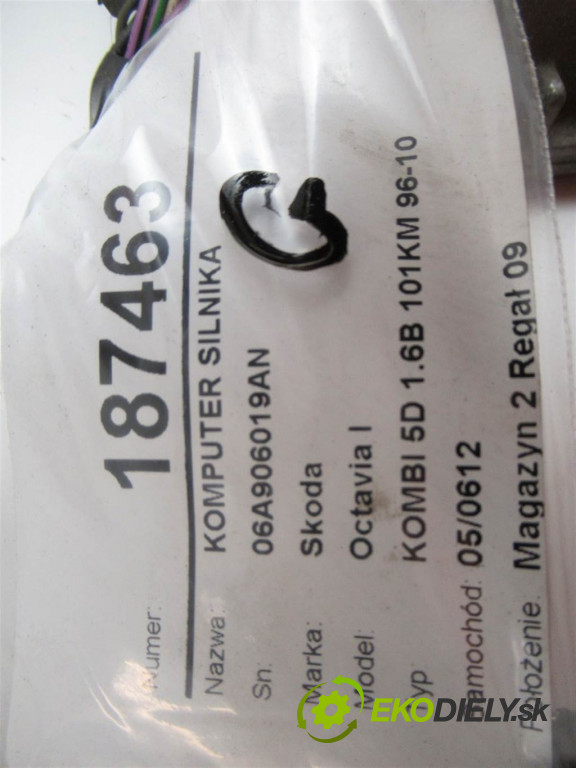 Numer: 187463
Nazwa: KOMPUTER SILNIKA
Sn: 06A906019AN
Marka: Skoda
Model: Octavia I
Typ: KOMBI 5D 1.6B 101KM 96-10
Samochód: 05/0612
Położenie: Magazyn 2 Regał 09
G
EKODIELY.sk